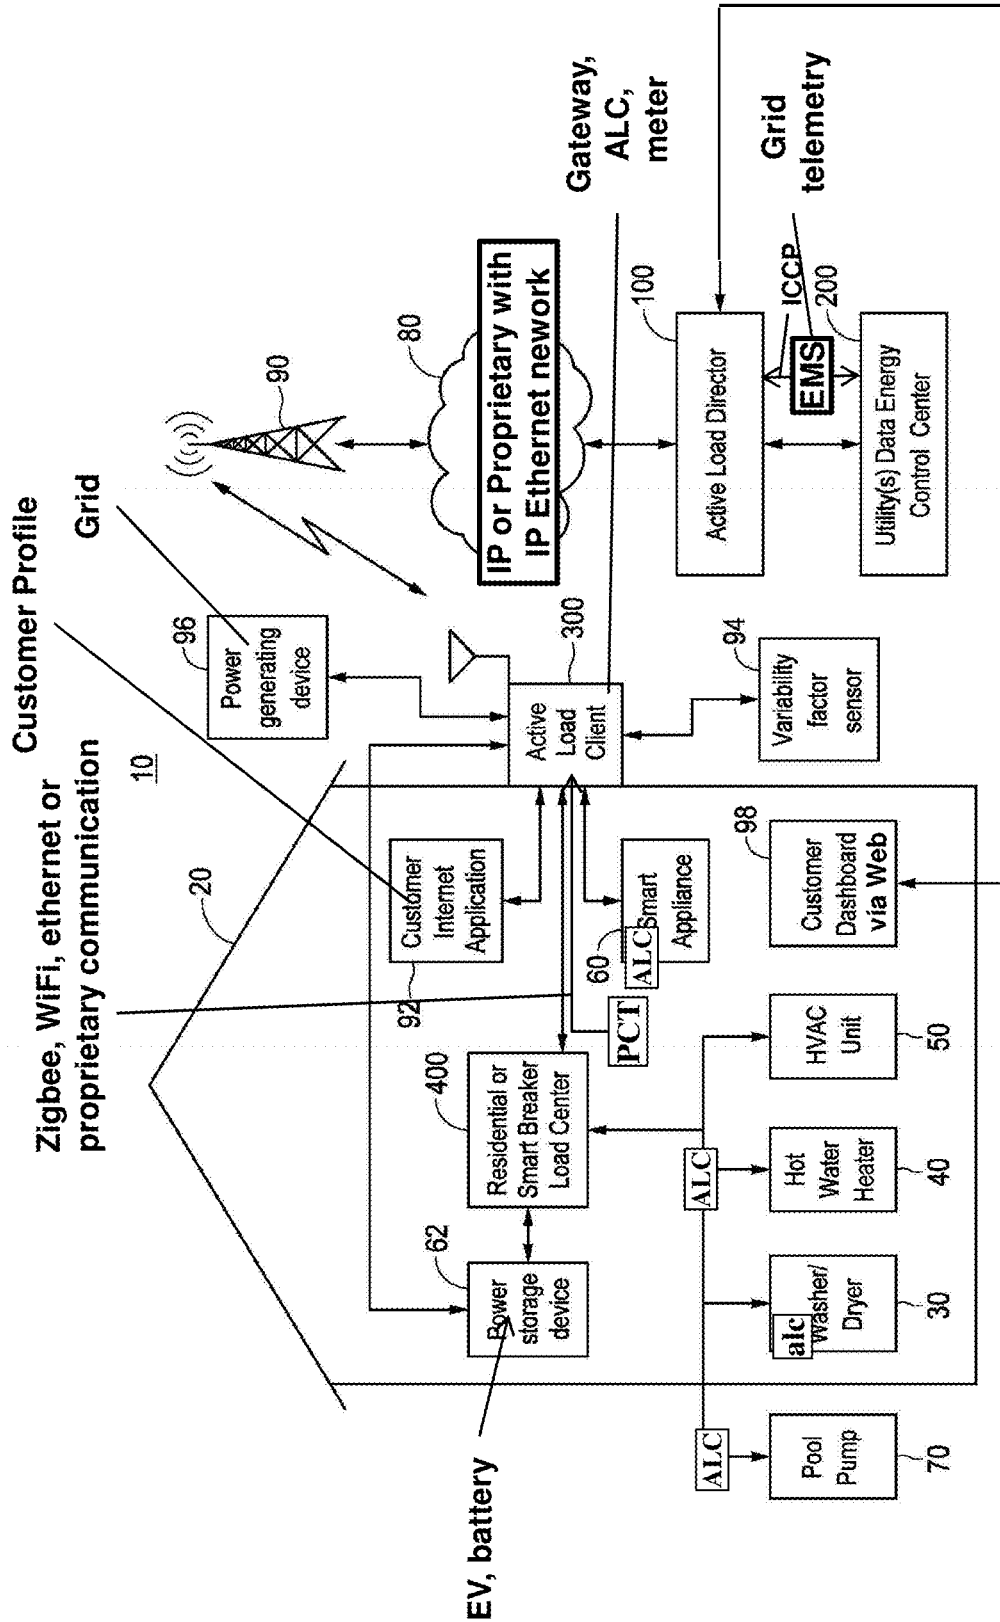 Zigbee, WiFi, ethernet or
proprietary communication
Customer Profile
Grid
10
20
90
80
IP or Proprietary with
IP Ethernet nework
Gateway,
ALC,
meter
Grid
telemetry
96
Power
generating
device
300
Active
Load
Client
100
Active Load Director
ICCP
EMS
200
Utility(s) Data Energy
Control Center
94
Variability
factor
sensor
92
Customer
Internet
Application
60
ALC
Smart
Appliance
PCT
98
Customer
Dashboard
via Web
400
Residential or
Smart Breaker
Load Center
62
Power
storage
device
EV, battery
ALC
HVAC
Unit
50
Hot
Water
Heater
40
alc
Washer/
Dryer
30
ALC
Pool
Pump
70